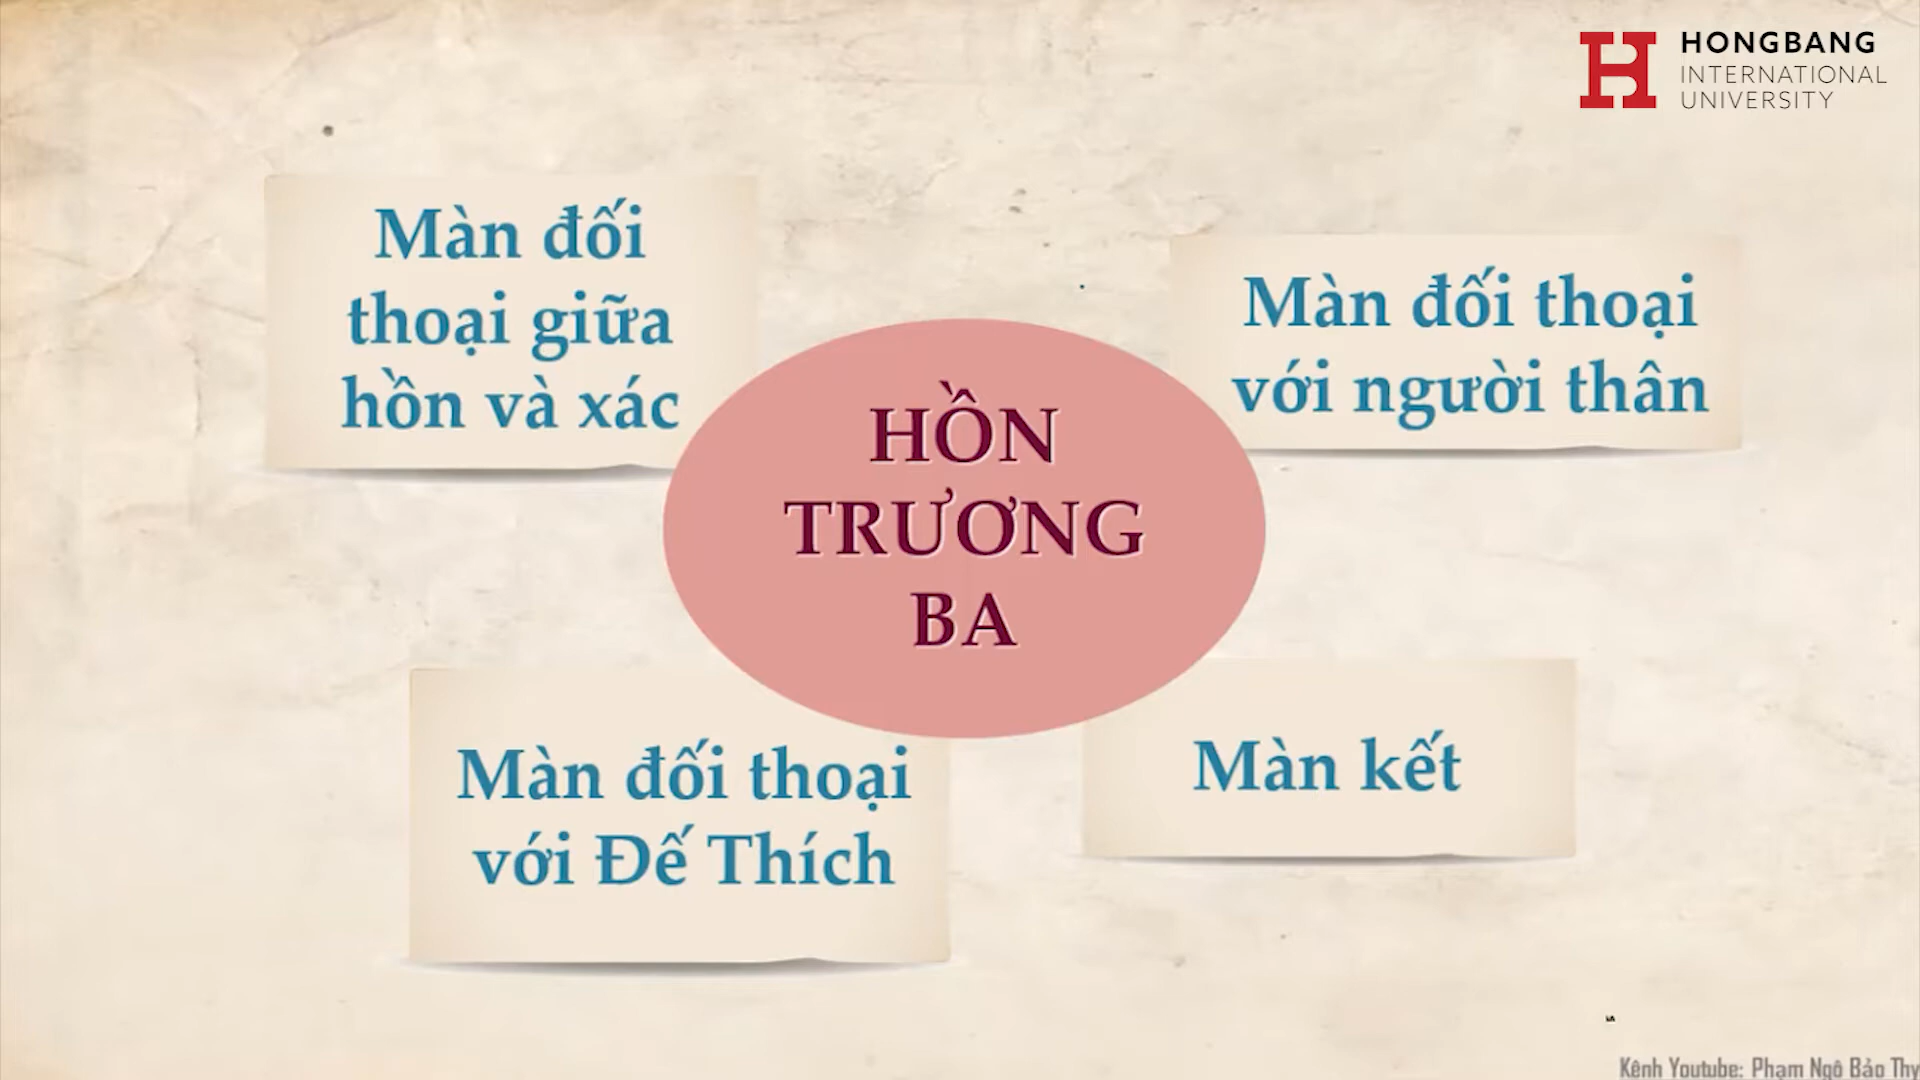 HONGBANG
INTERNATIONAL
UNIVERSITY
Màn đối
thoại giữa
hồn và xác
Màn đối thoại
với người thân
HỒN
TRƯƠNG
BA
Màn đối thoại
với Đế Thích
Màn kết
Kênh Youtube: Phạm Ngô Bảo Thy